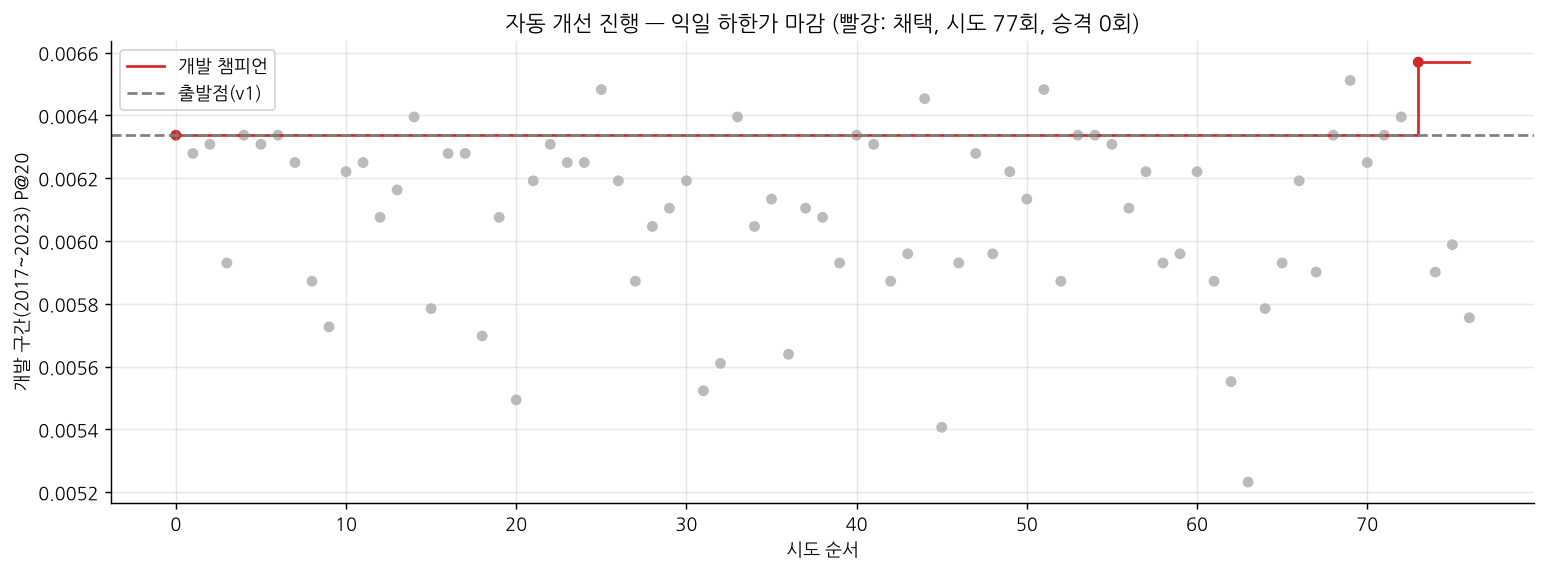 자동 개선 진행 — 익일 하한가 마감 (빨강: 채택, 시도 77회, 승격 0회)
개발 챔피언
출발점(v1)
개발 구간(2017~2023) P@20
0.0066
0.0064
0.0062
0.0060
0.0058
0.0056
0.0054
0.0052
0 10 20 30 40 50 60 70
시도 순서